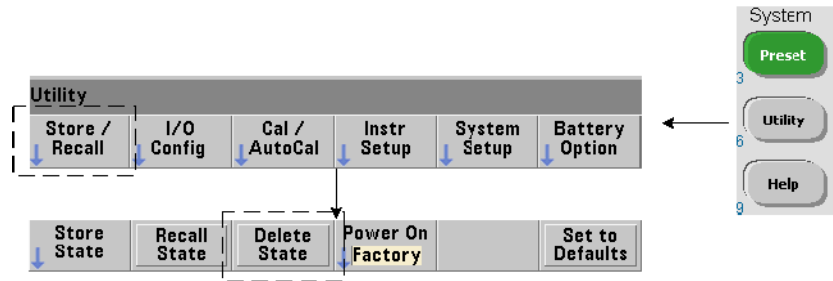 System
Preset
3
Utility
6
Help
9
Utility
Store /
Recall
I/O
Config
Cal /
AutoCal
Instr
Setup
System
Setup
Battery
Option
Store
State
Recall
State
Delete
State
Power On
Factory
Set to
Defaults